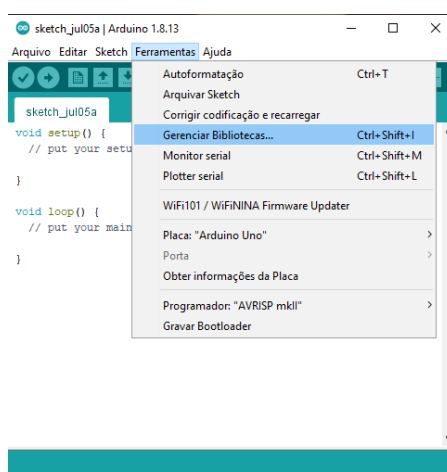 sketch_jul05a | Arduino 1.8.13
Arquivo Editar Sketch Ferramentas Ajuda
sketch_jul05a
void setup() {
// put your setu
}
void loop() {
// put your main
}
Autoformatação Ctrl+T
Arquivar Sketch
Corrigir codificação e recarregar
Gerenciar Bibliotecas... Ctrl+Shift+I
Monitor serial Ctrl+Shift+M
Plotter serial Ctrl+Shift+L
WiFi101 / WiFiNINA Firmware Updater
Placa: "Arduino Uno"
Porta
Obter informações da Placa
Programador: "AVRISP mkII"
Gravar Bootloader